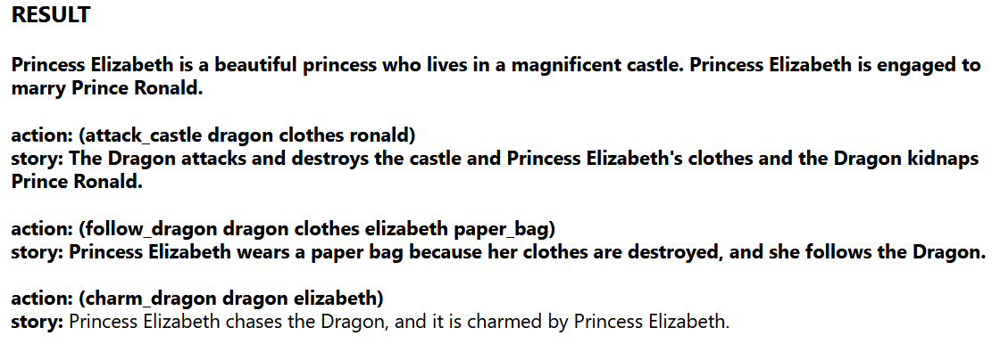 RESULT
Princess Elizabeth is a beautiful princess who lives in a magnificent castle. Princess Elizabeth is engaged to
marry Prince Ronald.
action: (attack_castle dragon clothes ronald)
story: The Dragon attacks and destroys the castle and Princess Elizabeth's clothes and the Dragon kidnaps
Prince Ronald.
action: (follow_dragon dragon clothes elizabeth paper_bag)
story: Princess Elizabeth wears a paper bag because her clothes are destroyed, and she follows the Dragon.
action: (charm_dragon dragon elizabeth)
story: Princess Elizabeth chases the Dragon, and it is charmed by Princess Elizabeth.